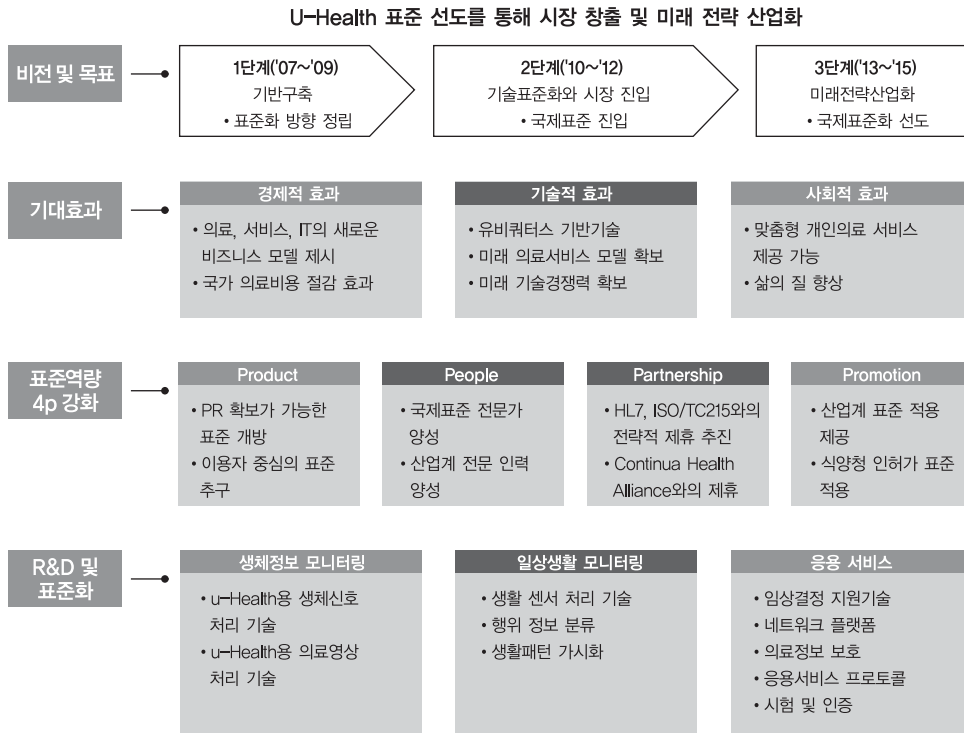 U-Health 표준 선도를 통해 시장 창출 및 미래 전략 산업화
비전 및 목표
1단계('07~'09)
기반구축
• 표준화 방향 정립
2단계('10~'12)
기술표준화와 시장 진입
• 국제표준 진입
3단계('13~'15)
미래전략산업화
• 국제표준화 선도
기대효과
경제적 효과
• 의료, 서비스, IT의 새로운
비즈니스 모델 제시
• 국가 의료비용 절감 효과
기술적 효과
• 유비쿼터스 기반기술
• 미래 의료서비스 모델 확보
• 미래 기술경쟁력 확보
사회적 효과
• 맞춤형 개인의료 서비스
제공 가능
• 삶의 질 향상
표준역량
4p 강화
Product
• PR 확보가 가능한
표준 개방
• 이용자 중심의 표준
추구
People
• 국제표준 전문가
양성
• 산업계 전문 인력
양성
Partnership
• HL7, ISO/TC215와의
전략적 제휴 추진
• Continua Health
Alliance와의 제휴
Promotion
• 산업계 표준 적용
제공
• 식양청 인허가 표준
적용
R&D 및
표준화
생체정보 모니터링
• u-Health용 생체신호
처리 기술
• u-Health용 의료영상
처리 기술
일상생활 모니터링
• 생활 센서 처리 기술
• 행위 정보 분류
• 생활패턴 가시화
응용 서비스
• 임상결정 지원기술
• 네트워크 플랫폼
• 의료정보 보호
• 응용서비스 프로토콜
• 시험 및 인증